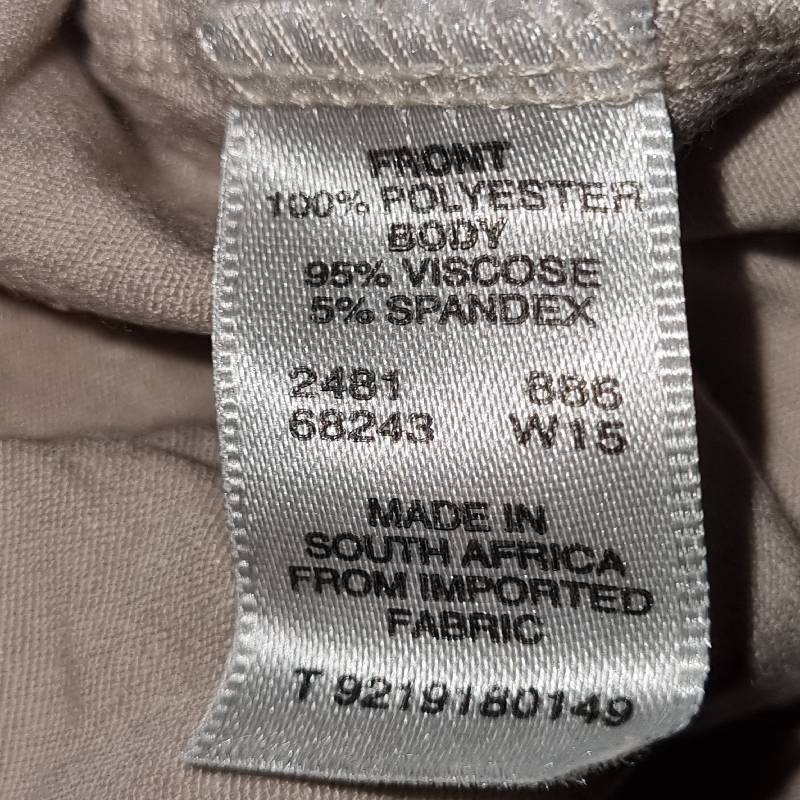 FRONT
100% POLYESTER
BODY
95% VISCOSE
5% SPANDEX
2481 886
68243 W15
MADE IN
SOUTH AFRICA
FROM IMPORTED
FABRIC
T 9219180149